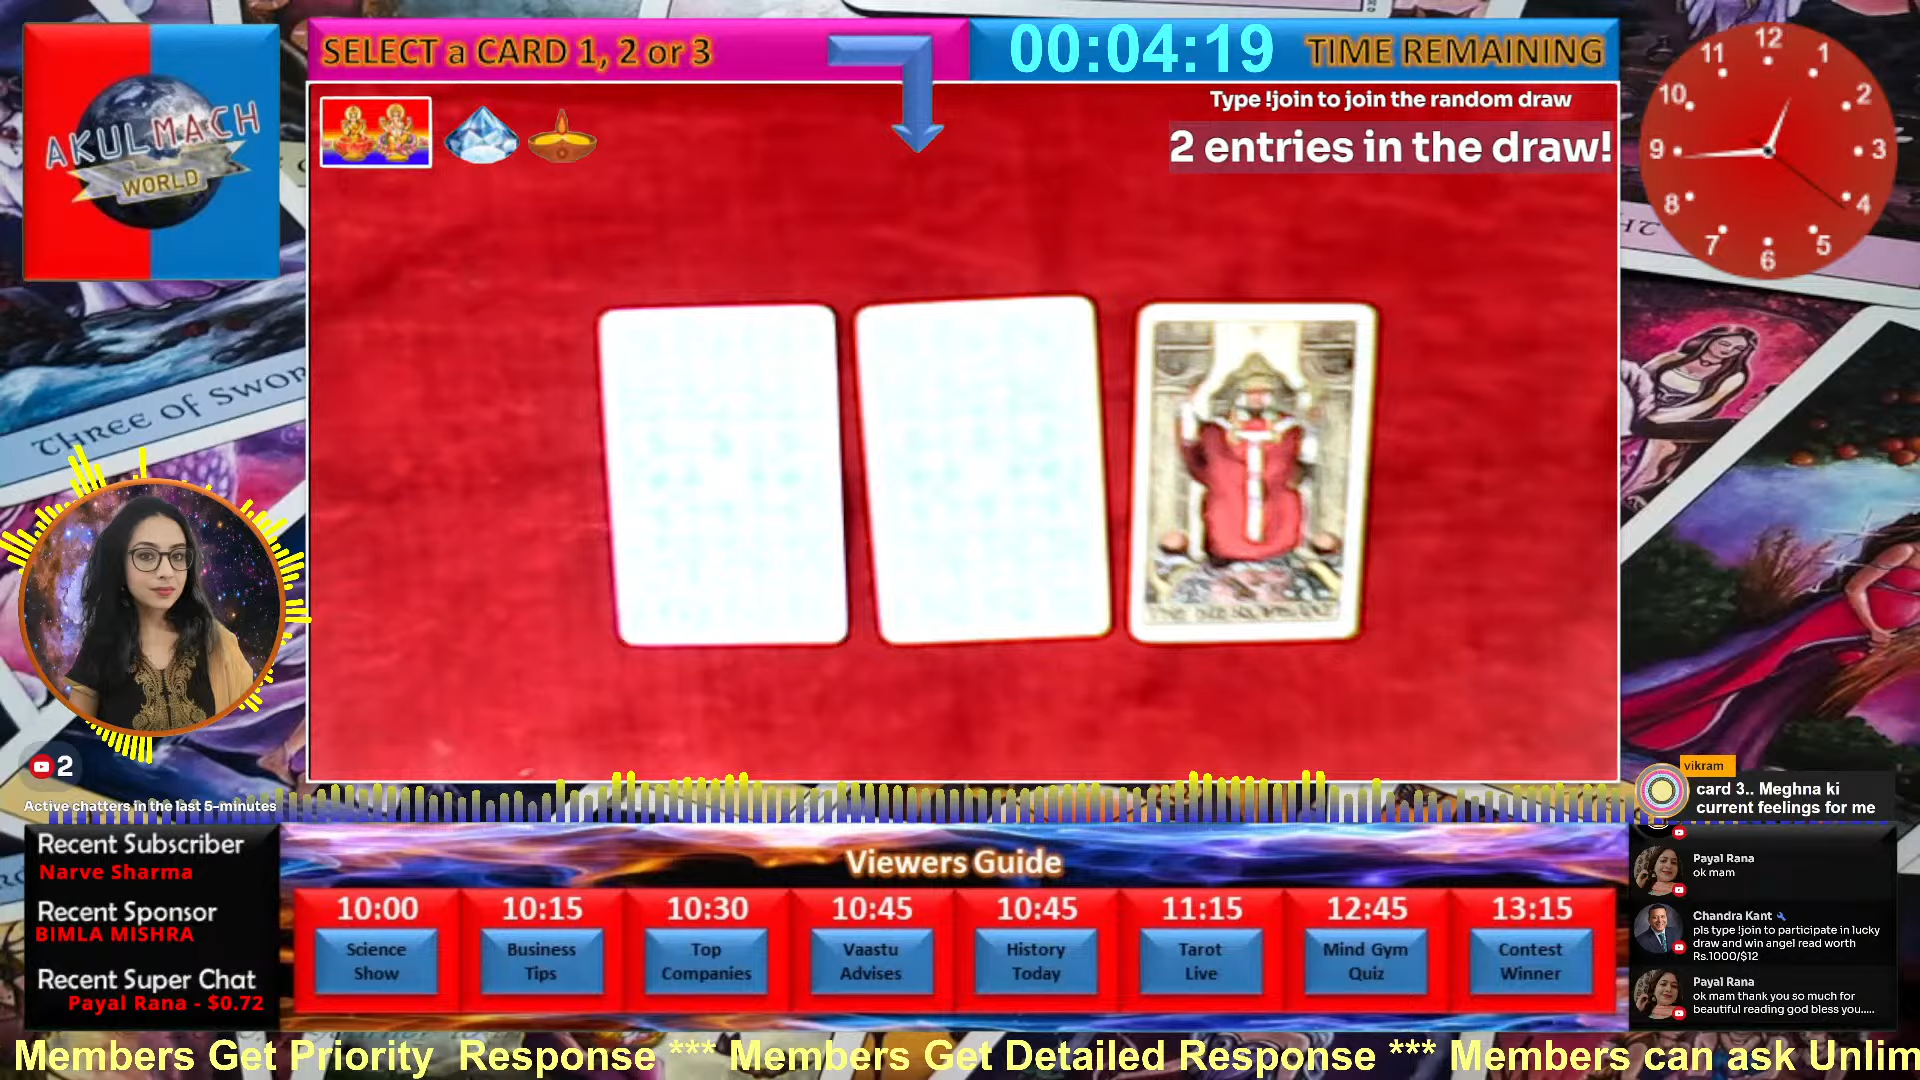 AKULMACH
WORLD
SELECT a CARD 1, 2 or 3
00:04:19
TIME REMAINING
Type !join to join the random draw
2 entries in the draw!
12
1
2
3
4
5
6
7
8
9
10
11
THREE OF SWOR
2
Active chatters in the last 5-minutes
Recent Subscriber
Narve Sharma
Recent Sponsor
BIMLA MISHRA
Recent Super Chat
Payal Rana - $0.72
Viewers Guide
10:00
Science
Show
10:15
Business
Tips
10:30
Top
Companies
10:45
Vaastu
Advises
10:45
History
Today
11:15
Tarot
Live
12:45
Mind Gym
Quiz
13:15
Contest
Winner
vikram
card 3.. Meghna ki
current feelings for me
Payal Rana
ok mam
Chandra Kant
pls type !join to participate in lucky
draw and win angel read worth
Rs.1000/$12
Payal Rana
ok mam thank you so much for
beautiful reading god bless you.....
Members Get Priority Response *** Members Get Detailed Response *** Members can ask Unlim